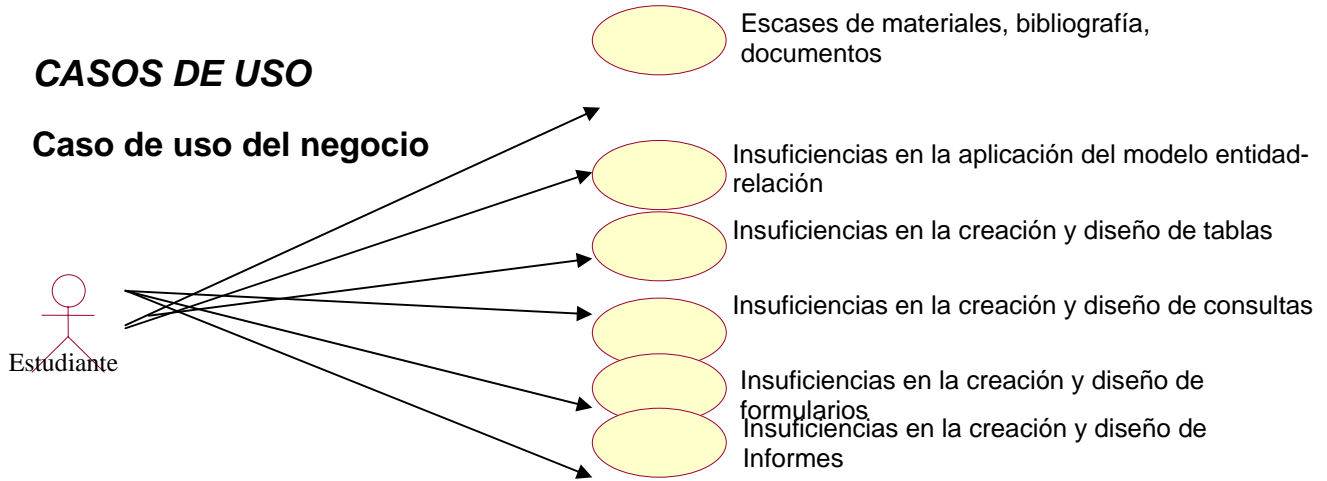 Escases de materiales, bibliografía,
documentos
CASOS DE USO
Caso de uso del negocio
Insuficiencias en la aplicación del modelo entidad-
relación
Insuficiencias en la creación y diseño de tablas
Insuficiencias en la creación y diseño de consultas
Estudiante
Insuficiencias en la creación y diseño de
formularios
Insuficiencias en la creación y diseño de
Informes